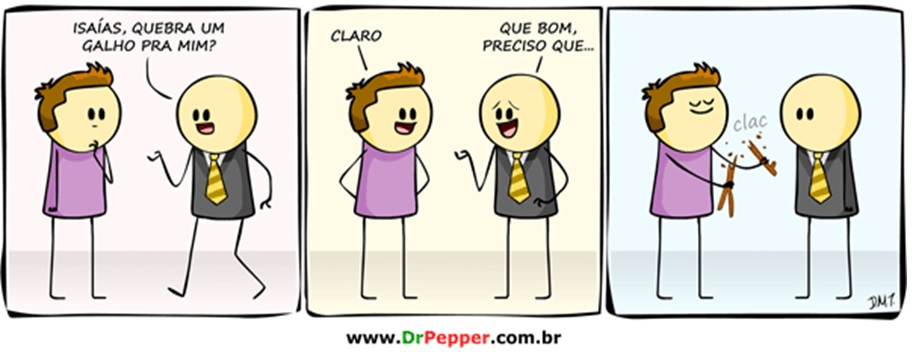 ISAÍAS, QUEBRA UM
GALHO PRA MIM?
CLARO
QUE BOM,
PRECISO QUE...
clac
D.M.T.
www.DrPepper.com.br